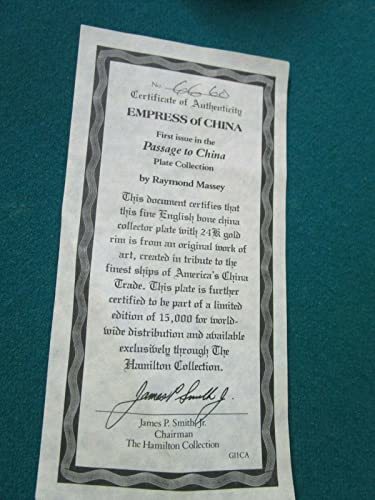 No. 6660
Certificate of Authenticity
EMPRESS of CHINA
First issue in the
Passage to China
Plate Collection
by Raymond Massey
This document certifies that
this fine English bone china
collector plate with 24K gold
rim is from an original work of
art, created in tribute to the
finest ships of America's China
Trade. This plate is further
certified to be part of a limited
edition of 15,000 for world-
wide distribution and available
exclusively through The
Hamilton Collection.
James P. Smith Jr.
James P. Smith, Jr.
Chairman
The Hamilton Collection
G11CA